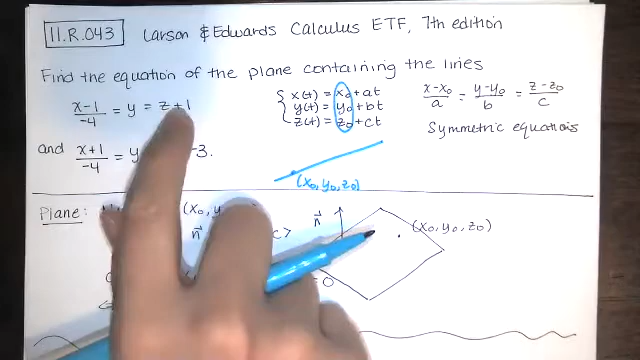 11.R.043 Larson & Edwards Calculus ETF, 7th edition
Find the equation of the plane containing the lines
x-1/-4 = y = z+1
and x+1/-4 = y -3.
{ x(t) = x₀+at
y(t) = y₀+bt
z(t) = z₀+ct
x-x₀/a = y-y₀/b = z-z₀/c
Symmetric equations
(x₀,y₀,z₀)
Plane: (x₀,y₀
n⃗ c>
= 0
n⃗ (x₀,y₀,z₀)